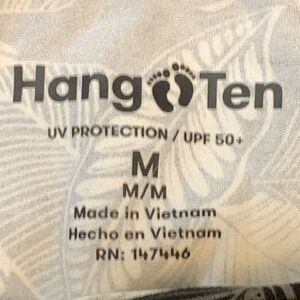 Hang Ten
UV PROTECTION / UPF 50+
M
M/M
Made in Vietnam
Hecho en Vietnam
RN: 147446